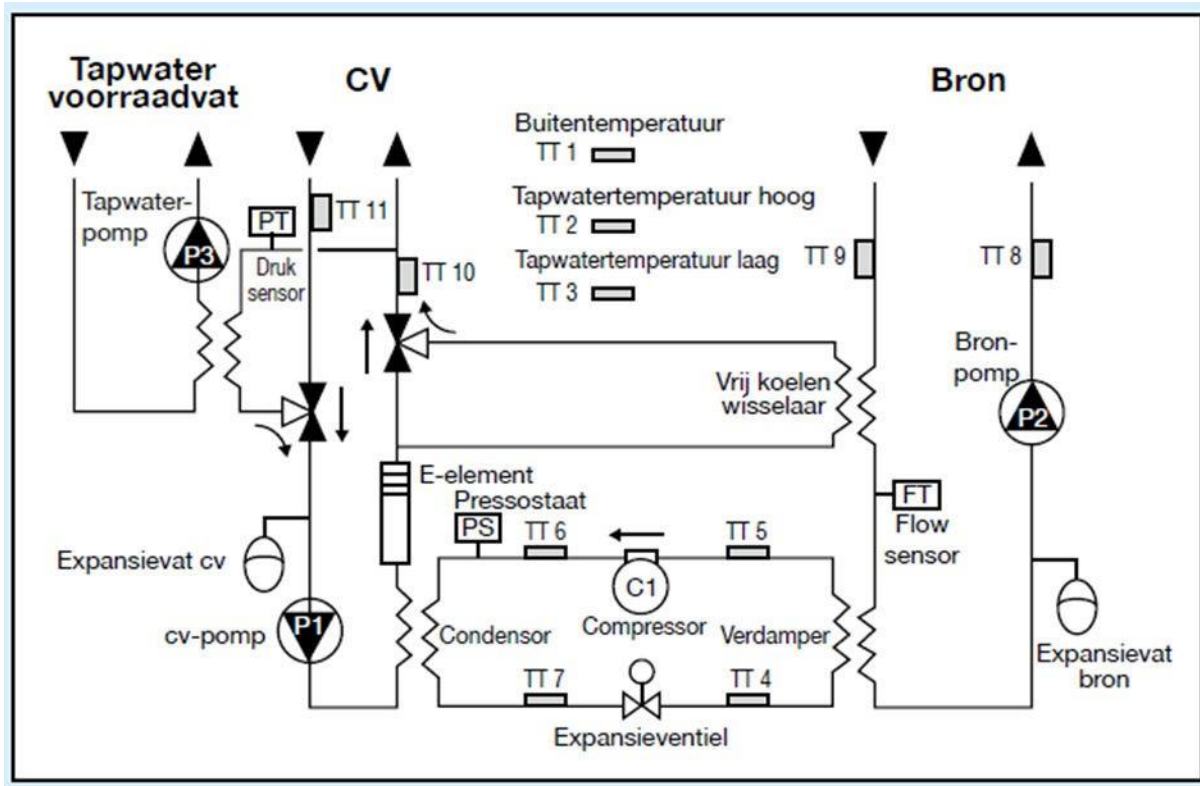 Tapwater
voorraadvat
CV
Bron
Buitentemperatuur
TT 1
Tapwatertemperatuur hoog
TT 2
Tapwatertemperatuur laag
TT 3
Tapwater-
pomp
P3
PT
Druk
sensor
TT 11
TT 10
TT 9
TT 8
Vrij koelen
wisselaar
Bron-
pomp
P2
E-element
Pressostaat
PS
TT 6
TT 5
FT
Flow
sensor
Expansievat cv
C1
Compressor
cv-pomp
P1
Condensor
Verdamper
TT 7
TT 4
Expansieventiel
Expansievat
bron